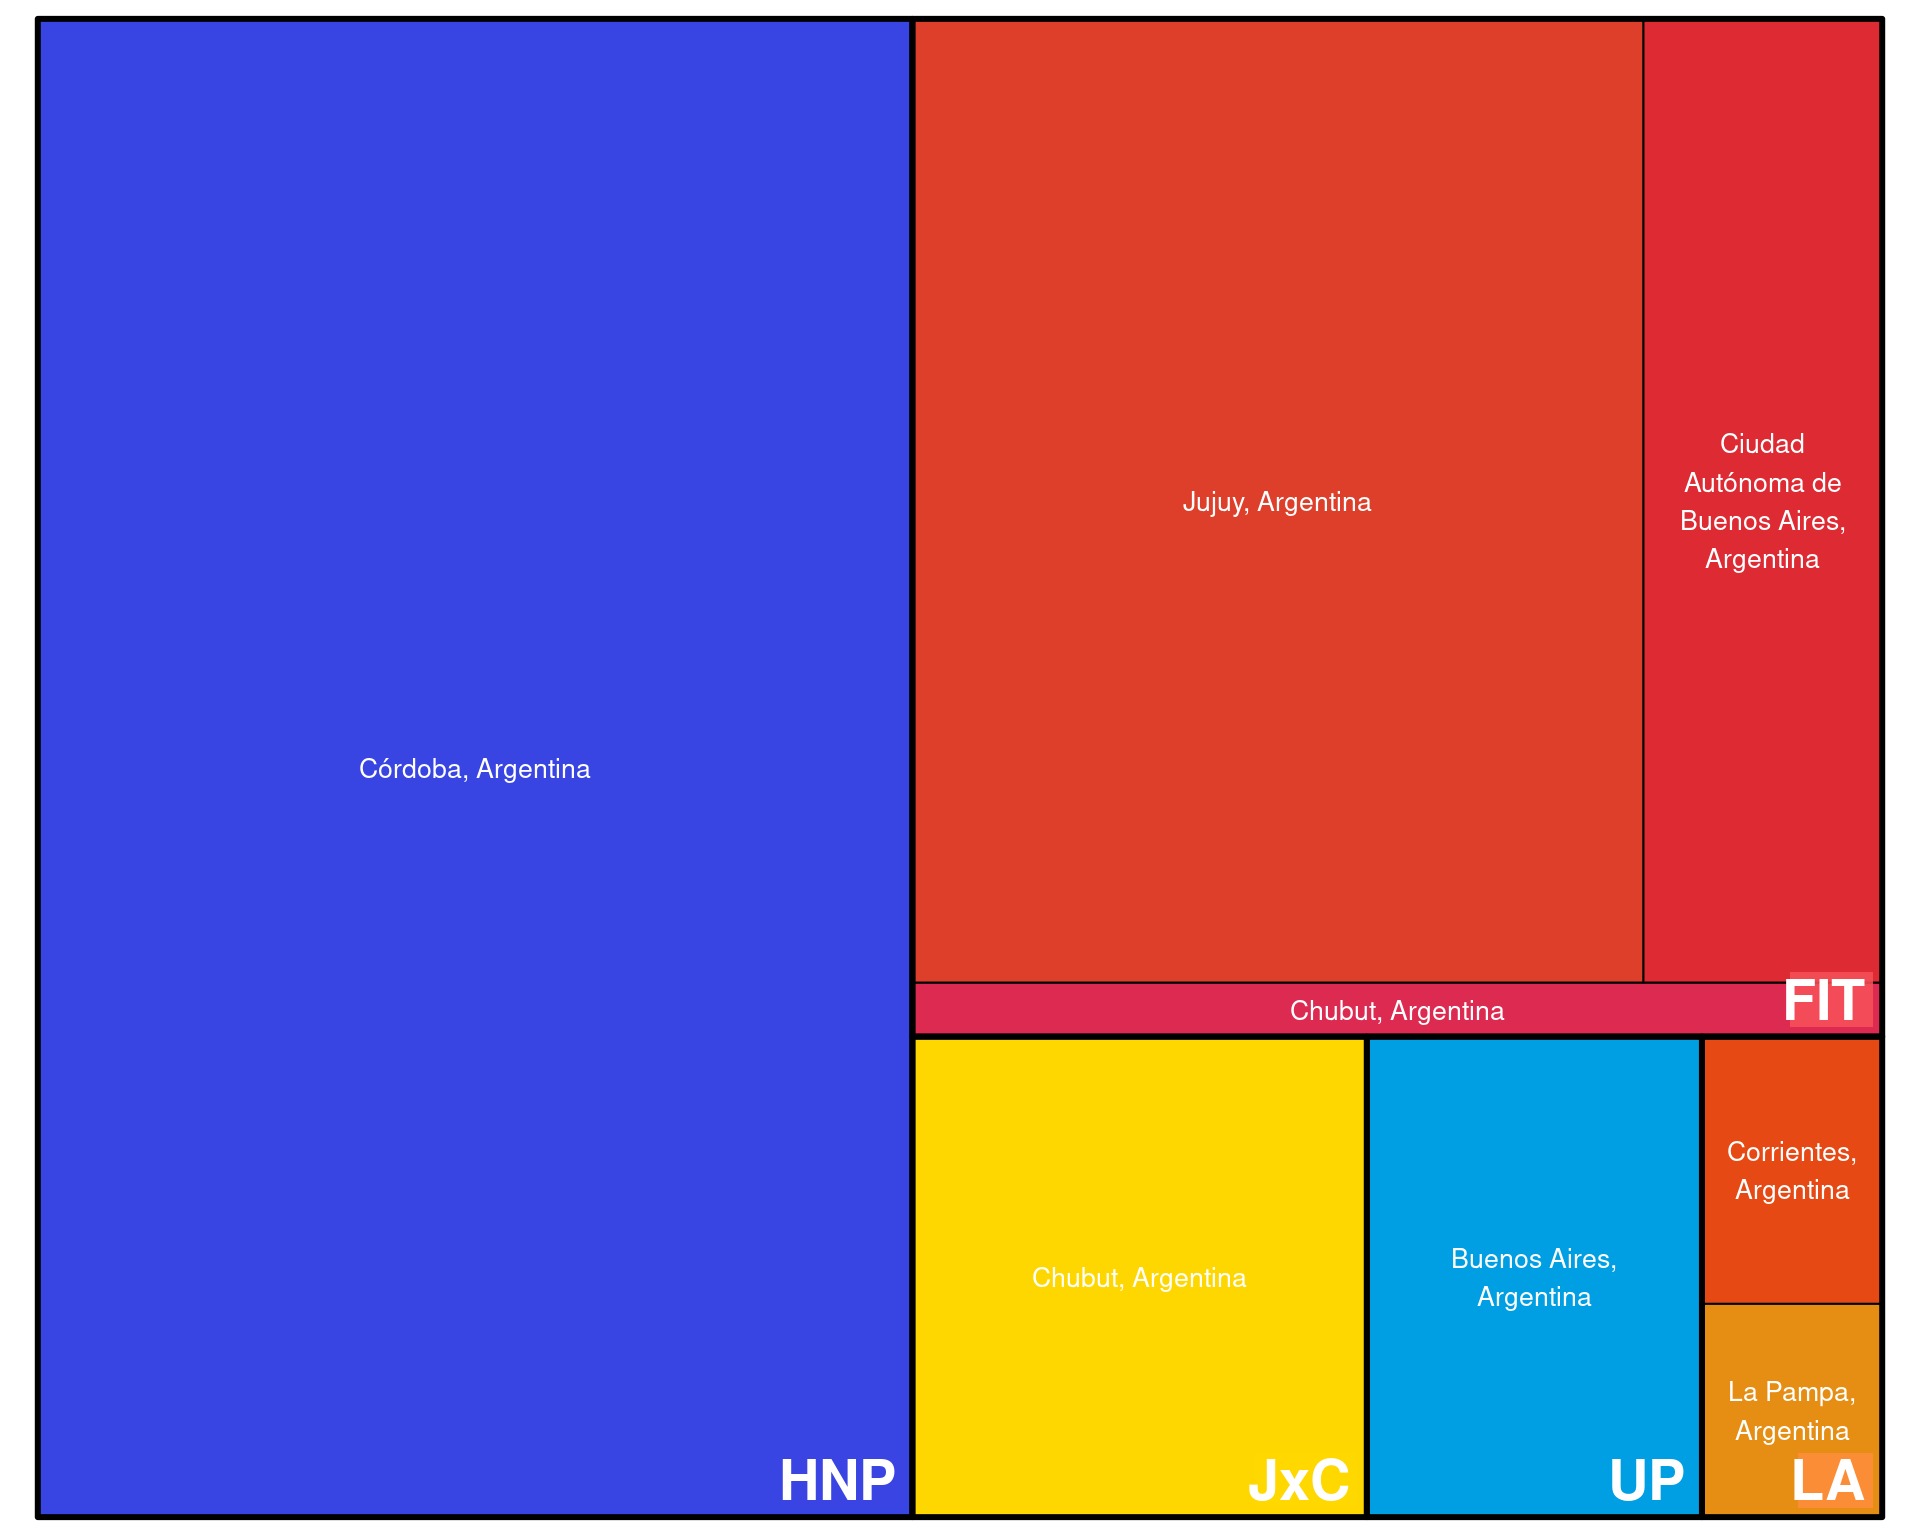 Córdoba, Argentina
HNP
Jujuy, Argentina
Ciudad
Autónoma de
Buenos Aires,
Argentina
Chubut, Argentina
FIT
Chubut, Argentina
JxC
Buenos Aires,
Argentina
UP
Corrientes,
Argentina
La Pampa,
Argentina
LA